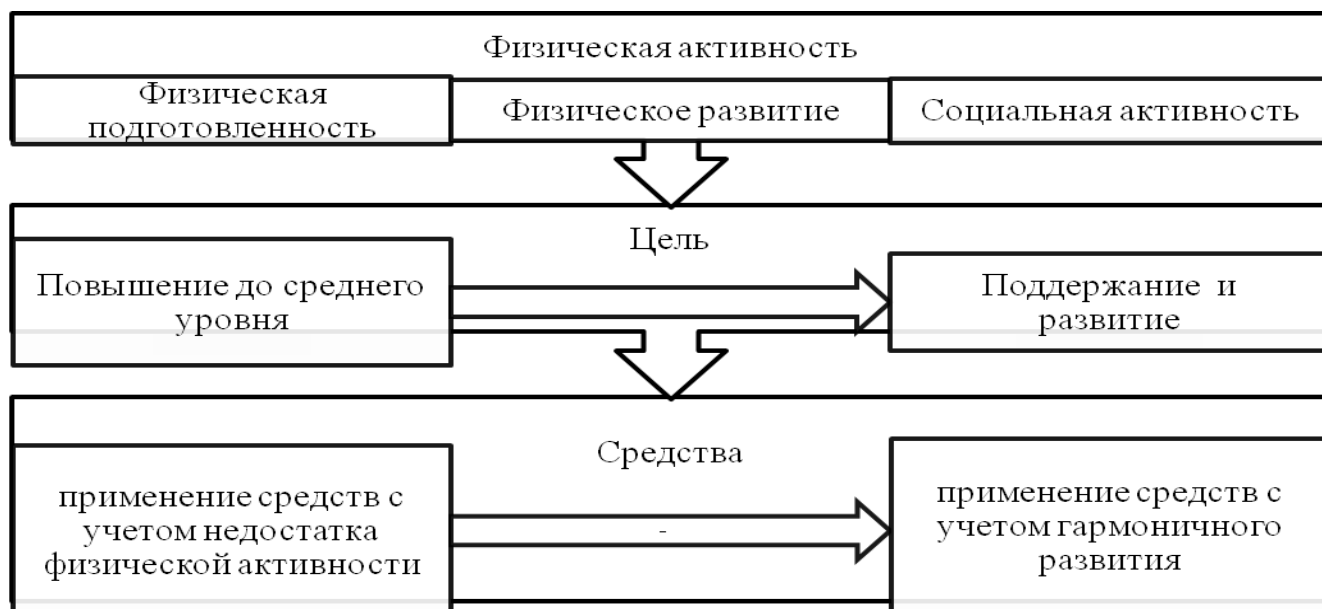 Физическая активность
Физическая
подготовленность
Физическое развитие
Социальная активность
Цель
Повышение до среднего
уровня
Поддержание и
развитие
Средства
применение средств с
учетом недостатка
физической активности
-
применение средств с
учетом гармоничного
развития